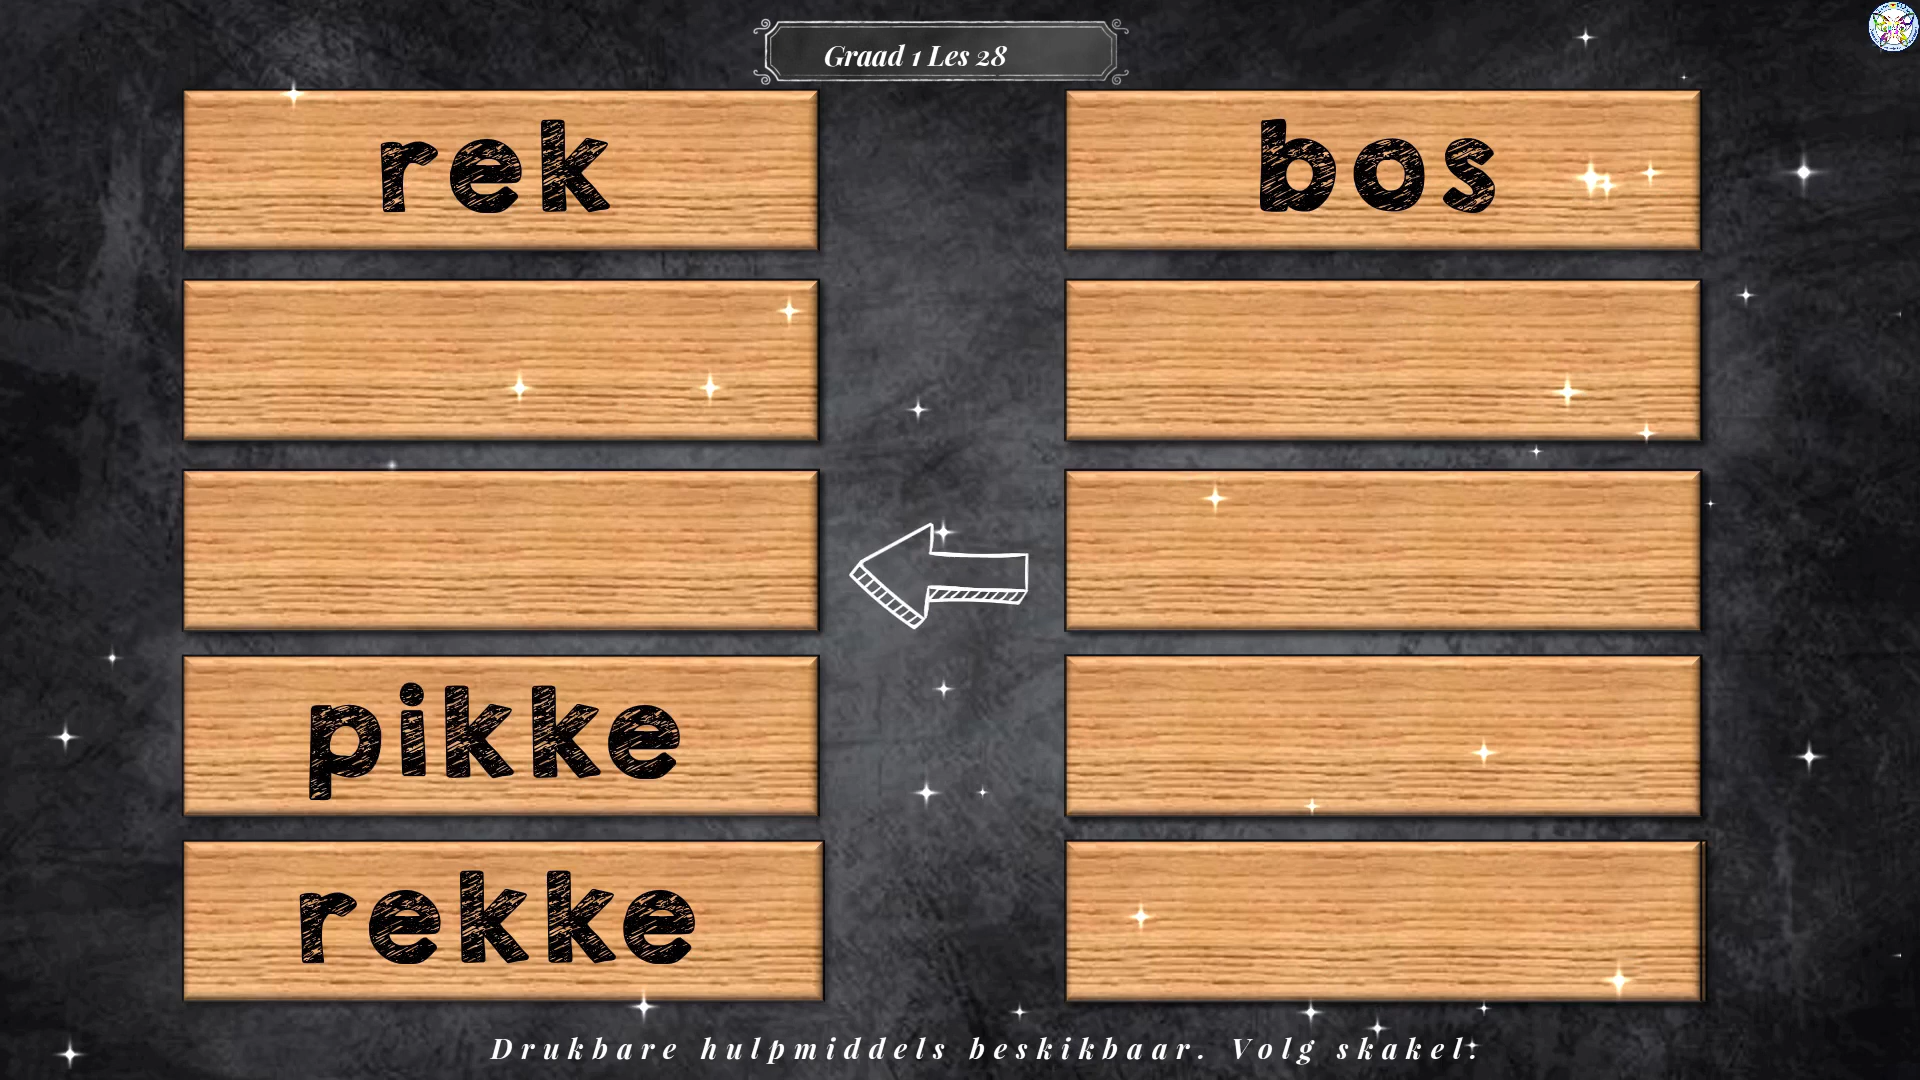 Graad 1 Les 28
rek
bos
pikke
rekke
Drukbare hulpmiddels beskikbaar. Volg skakel.